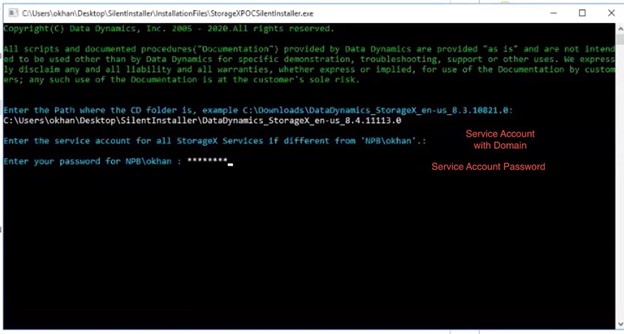 C:\Users\okhan\Desktop\SilentInstaller\InstallationFiles\StorageXPOCSilentInstaller.exe
Copyright(C) Data Dynamics, Inc. 2005 - 2020.All rights reserved.
All scripts and documented procedures("Documentation") provided by Data Dynamics are provided "as is" and are not intend
ed to be used other than by Data Dynamics for specific demonstration, troubleshooting, support or other uses. We express
ly disclaim any and all liability and all warranties, whether express or implied, for use of the Documentation by custom
ers; any such use of the Documentation is at the customer's sole risk.
Enter the Path where the CD folder is, example C:\Downloads\DataDynamics_StorageX_en-us_8.3.10821.0:
C:\Users\okhan\Desktop\SilentInstaller\DataDynamics_StorageX_en-us_8.4.11113.0
Enter the service account for all StorageX Services if different from 'NPB\okhan'.:
Service Account
with Domain
Enter your password for NPB\okhan : ********
Service Account Password